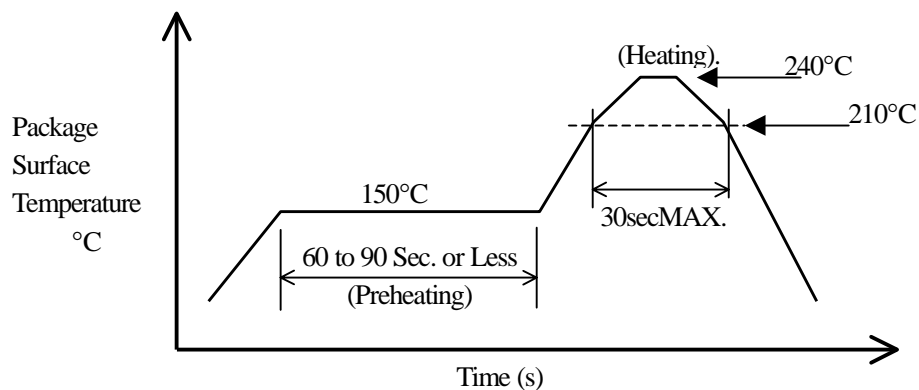 (Heating).
240°C
210°C
Package
Surface
Temperature
°C
150°C
30secMAX.
60 to 90 Sec. or Less
(Preheating)
Time (s)